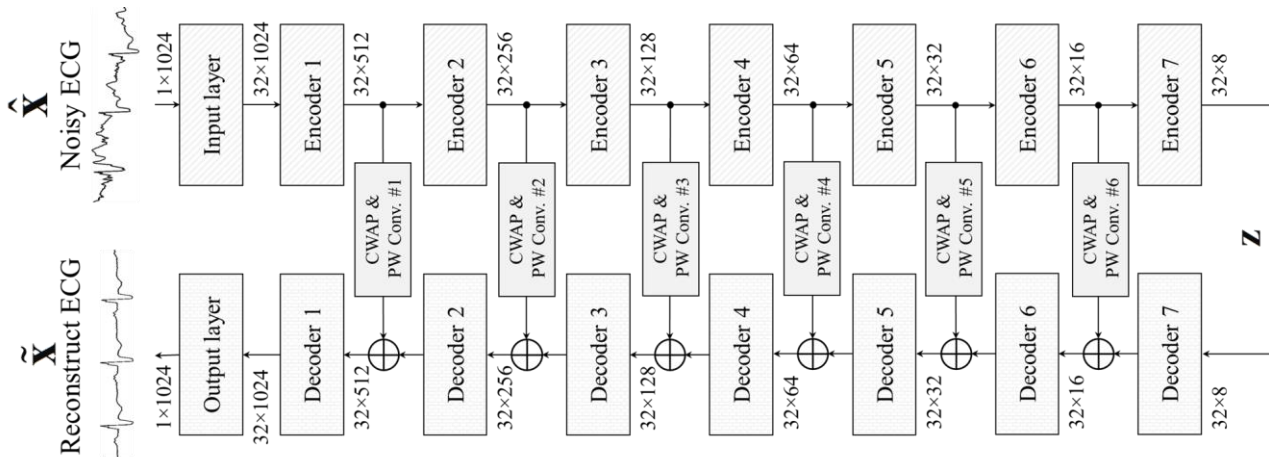 x̂
Noisy ECG
1×1024
Input layer
32×1024
Encoder 1
32×512
Encoder 2
32×256
Encoder 3
32×128
Encoder 4
32×64
Encoder 5
32×32
Encoder 6
32×16
Encoder 7
32×8
CWAP &
PW Conv. #1
CWAP &
PW Conv. #2
CWAP &
PW Conv. #3
CWAP &
PW Conv. #4
CWAP &
PW Conv. #5
CWAP &
PW Conv. #6
z
x̃
Reconstruct ECG
1×1024
Output layer
32×1024
Decoder 1
32×512
Decoder 2
32×256
Decoder 3
32×128
Decoder 4
32×64
Decoder 5
32×32
Decoder 6
32×16
Decoder 7
32×8